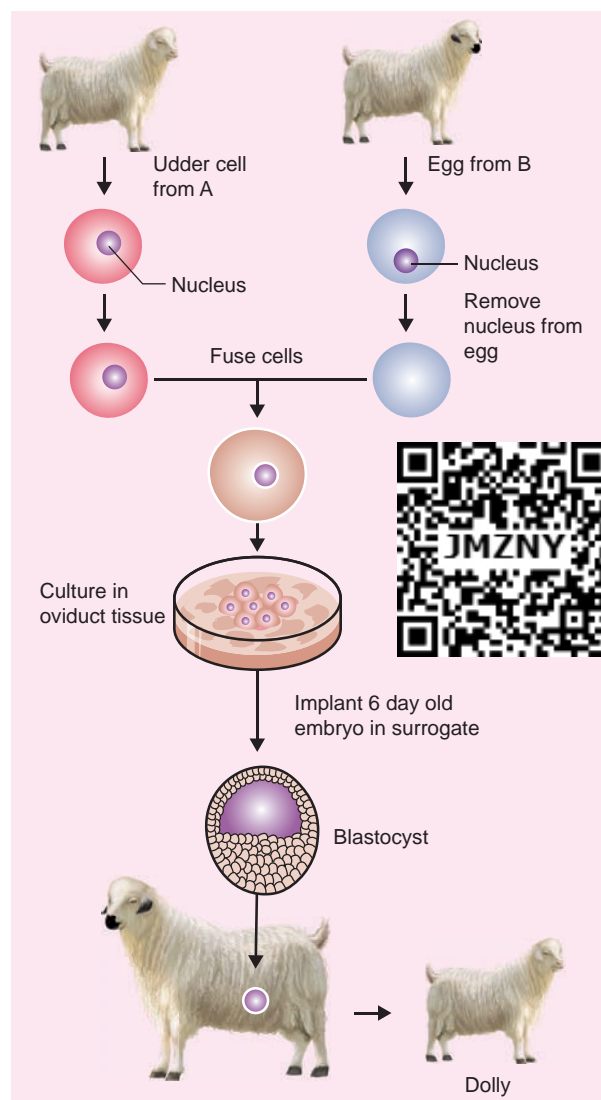 Udder cell
from A
Egg from B
Nucleus
Nucleus
Remove
nucleus from
egg
Fuse cells
JMZNY
Culture in
oviduct tissue
Implant 6 day old
embryo in surrogate
Blastocyst
Dolly